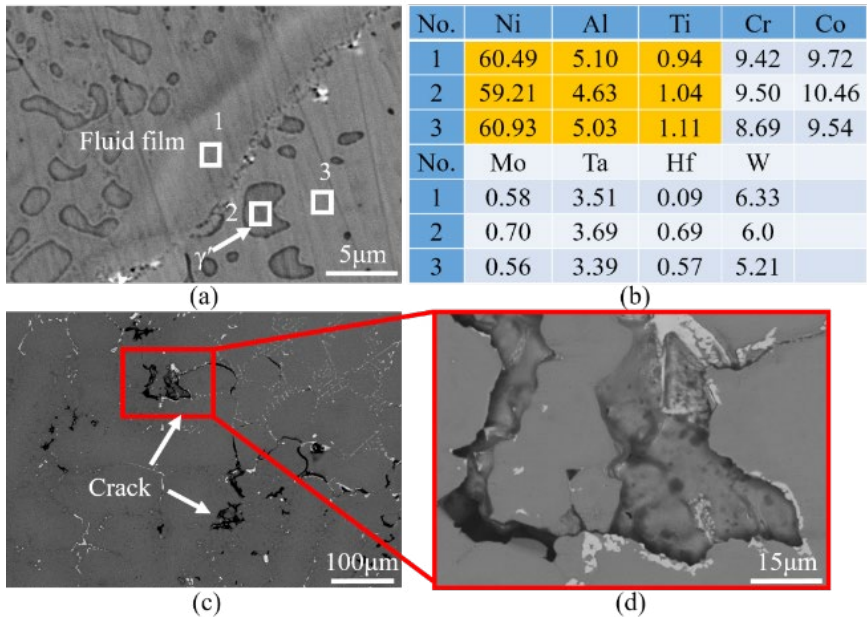 Fluid film
1
2
3
γ′
5μm
(a)
No. Ni Al Ti Cr Co
1 60.49 5.10 0.94 9.42 9.72
2 59.21 4.63 1.04 9.50 10.46
3 60.93 5.03 1.11 8.69 9.54
No. Mo Ta Hf W
1 0.58 3.51 0.09 6.33
2 0.70 3.69 0.69 6.0
3 0.56 3.39 0.57 5.21
(b)
Crack
100μm
(c)
15μm
(d)